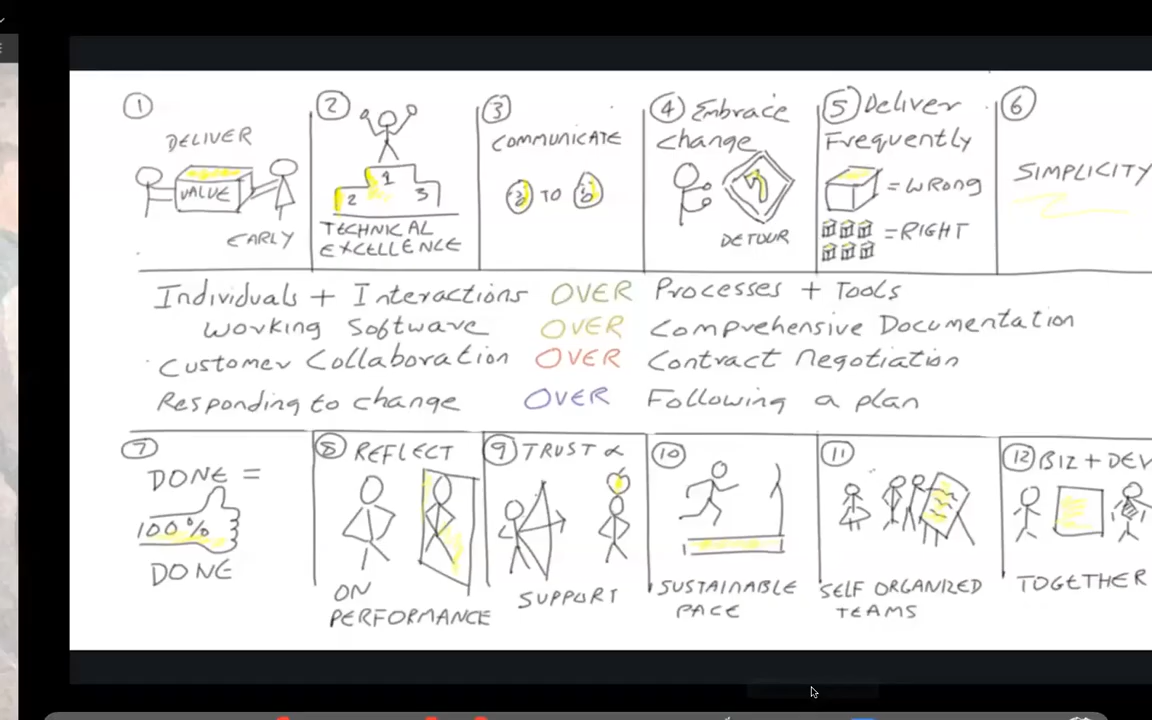 1
DELIVER
VALUE
EARLY
2
1
2
3
TECHNICAL
EXCELLENCE
3
COMMUNICATE
TO
4 Embrace
change
DETOUR
5 Deliver
Frequently
= WRONG
= RIGHT
6
SIMPLICITY
Individuals + Interactions OVER Processes + Tools
Working Software OVER Comprehensive Documentation
Customer Collaboration OVER Contract Negotiation
Responding to change OVER Following a plan
7
DONE =
100%
DONE
8 REFLECT
ON
PERFORMANCE
9 TRUST &
SUPPORT
10
SUSTAINABLE
PACE
11
SELF ORGANIZED
TEAMS
12 BIZ + DEV
TOGETHER